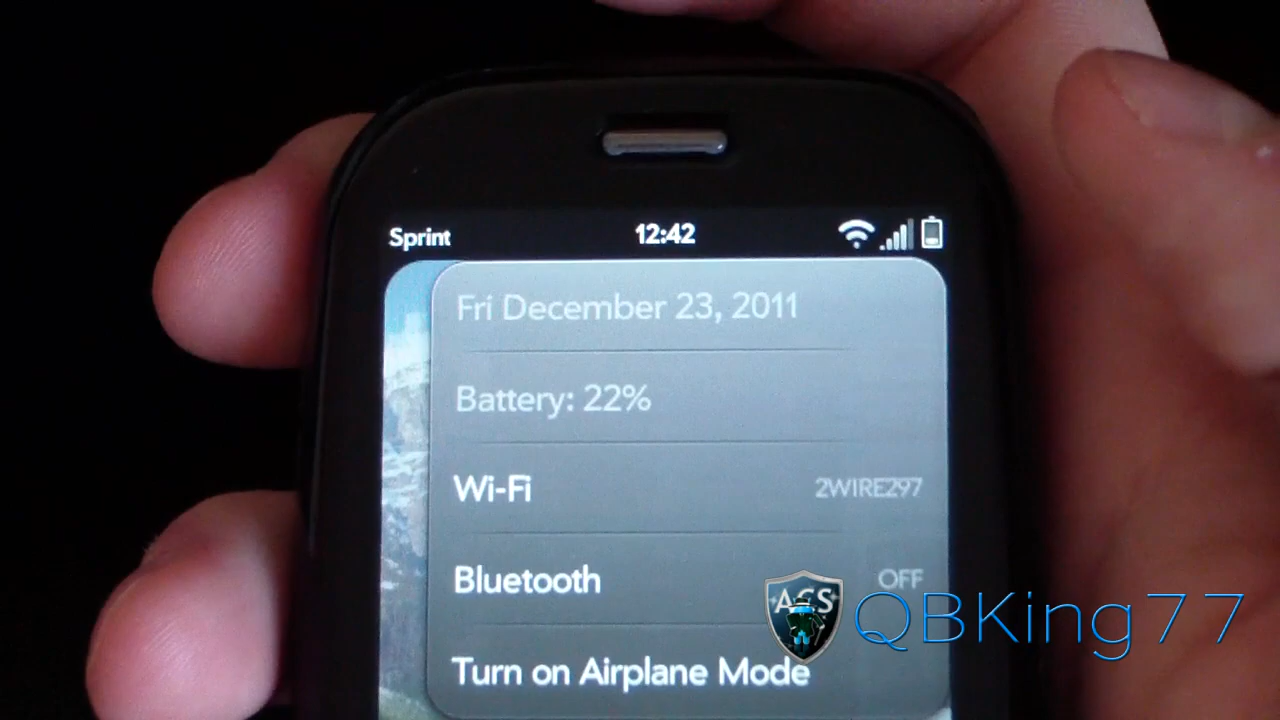 Sprint 12:42
Fri December 23, 2011
Battery: 22%
Wi-Fi 2WIRE297
Bluetooth OFF
ACS QBKing77
Turn on Airplane Mode